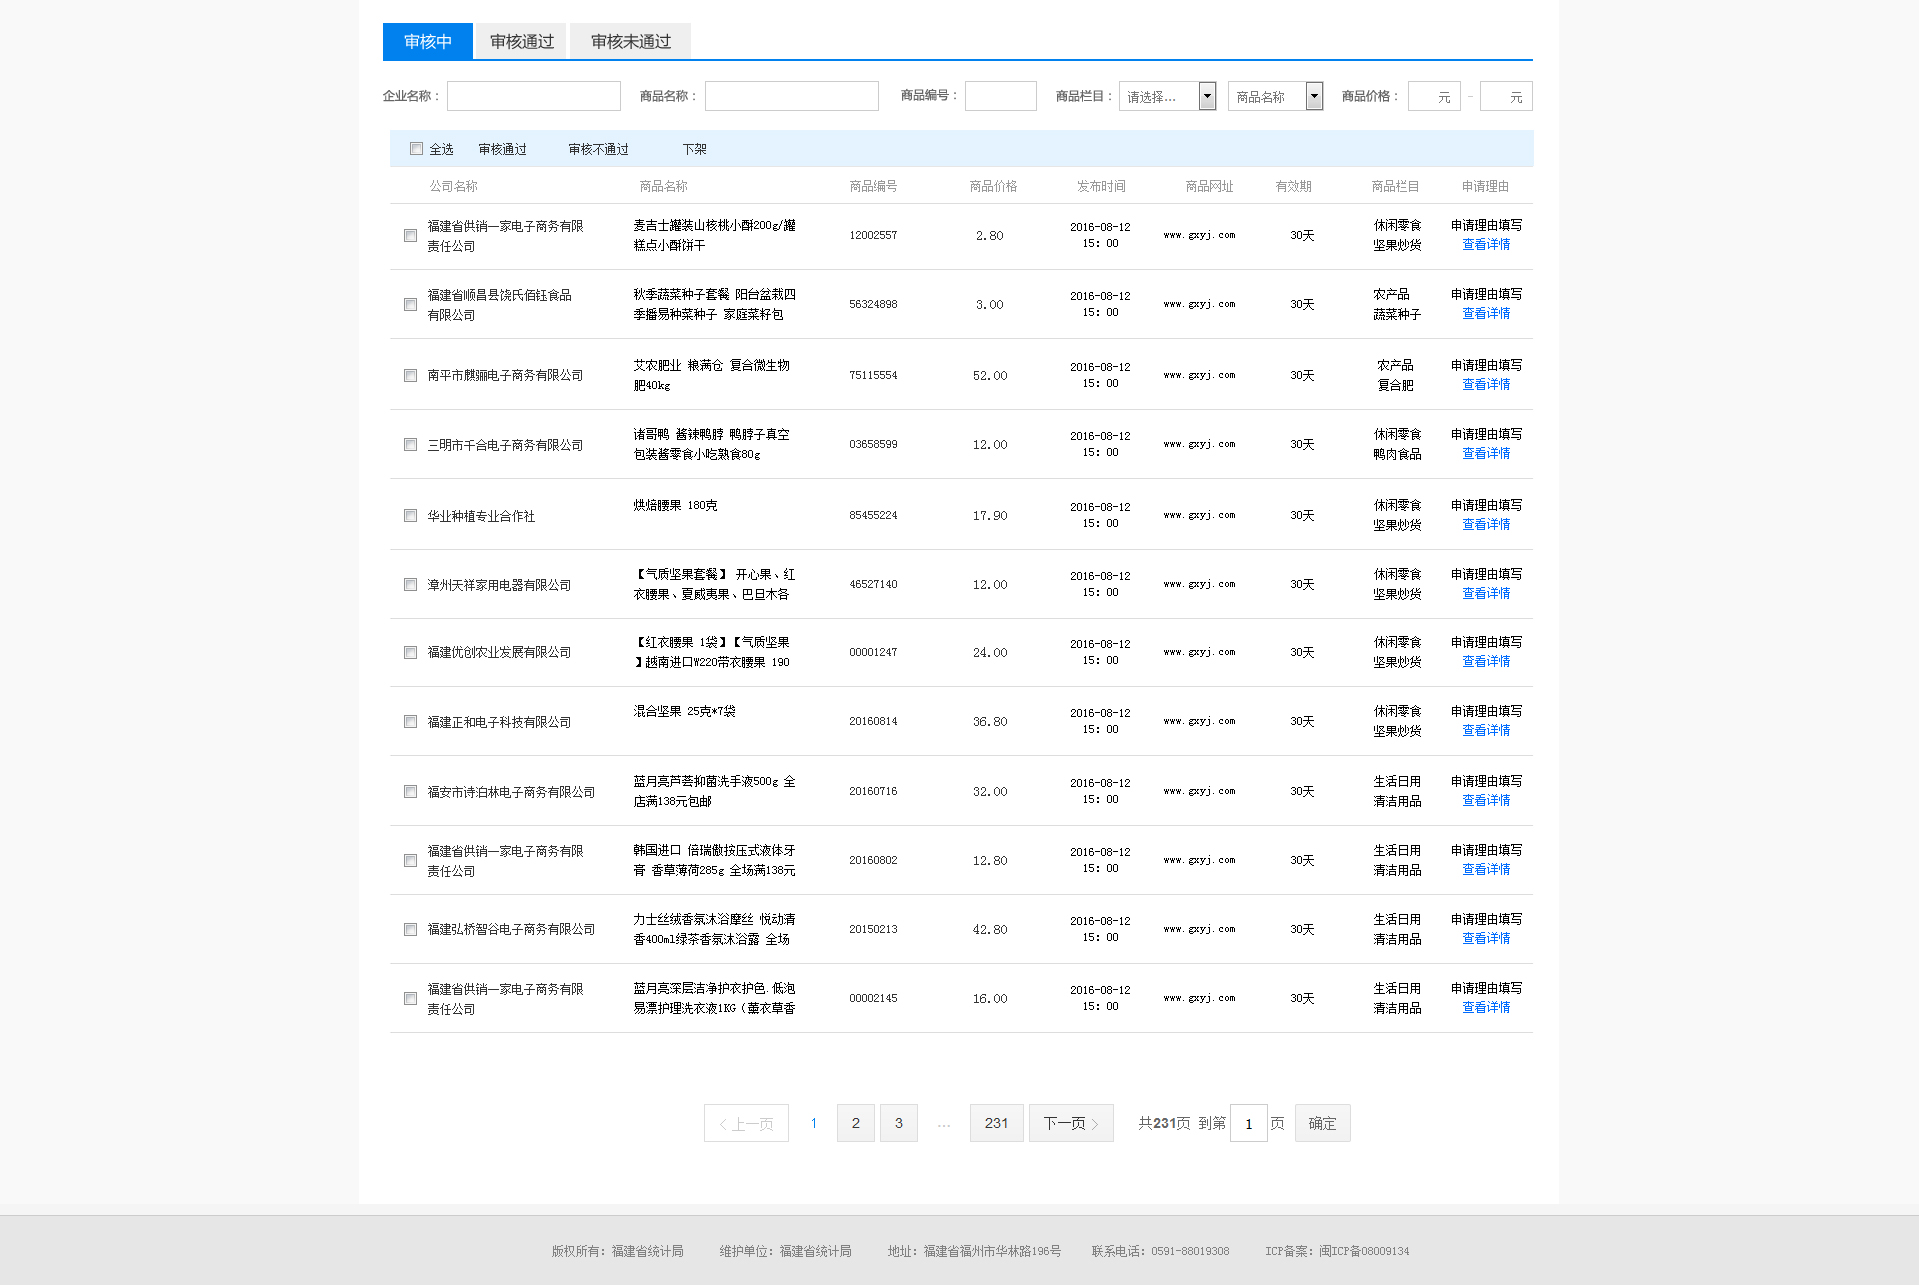 审核中 审核通过 审核未通过
企业名称： 商品名称： 商品编号： 商品栏目： 请选择... 商品名称 商品价格： 元 - 元
全选 审核通过 审核不通过 下架
公司名称 商品名称 商品编号 商品价格 发布时间 商品网址 有效期 商品栏目 申请理由
福建省供销一家电子商务有限 麦吉士罐装山核桃小酥200g/罐 12002557 2.80 2016-08-12 www.gxyj.com 30天 休闲零食 申请理由填写
责任公司 糕点小酥饼干 15：00 坚果炒货 查看详情
福建省顺昌县饶氏佰钰食品 秋季蔬菜种子套餐 阳台盆栽四 56324898 3.00 2016-08-12 www.gxyj.com 30天 农产品 申请理由填写
有限公司 季播易种菜种子 家庭菜籽包 15：00 蔬菜种子 查看详情
南平市麒骊电子商务有限公司 艾农肥业 粮满仓 复合微生物 75115554 52.00 2016-08-12 www.gxyj.com 30天 农产品 申请理由填写
肥40kg 15：00 复合肥 查看详情
三明市千合电子商务有限公司 诸哥鸭 酱辣鸭脖 鸭脖子真空 03658599 12.00 2016-08-12 www.gxyj.com 30天 休闲零食 申请理由填写
包装酱零食小吃熟食80g 15：00 鸭肉食品 查看详情
华业种植专业合作社 烘焙腰果 180克 85455224 17.90 2016-08-12 www.gxyj.com 30天 休闲零食 申请理由填写
15：00 坚果炒货 查看详情
漳州天祥家用电器有限公司 【气质坚果套餐】 开心果、红 46527140 12.00 2016-08-12 www.gxyj.com 30天 休闲零食 申请理由填写
衣腰果、夏威夷果、巴旦木各 15：00 坚果炒货 查看详情
福建优创农业发展有限公司 【红衣腰果 1袋】【气质坚果 00001247 24.00 2016-08-12 www.gxyj.com 30天 休闲零食 申请理由填写
】越南进口W220带衣腰果 190 15：00 坚果炒货 查看详情
福建正和电子科技有限公司 混合坚果 25克*7袋 20160814 36.80 2016-08-12 www.gxyj.com 30天 休闲零食 申请理由填写
15：00 坚果炒货 查看详情
福安市诗泊林电子商务有限公司 蓝月亮芦荟抑菌洗手液500g 全 20160716 32.00 2016-08-12 www.gxyj.com 30天 生活日用 申请理由填写
店满138元包邮 15：00 清洁用品 查看详情
福建省供销一家电子商务有限 韩国进口 倍瑞傲按压式液体牙 20160802 12.80 2016-08-12 www.gxyj.com 30天 生活日用 申请理由填写
责任公司 膏 香草薄荷285g 全场满138元 15：00 清洁用品 查看详情
福建弘桥智谷电子商务有限公司 力士丝绒香氛沐浴摩丝 悦动清 20150213 42.80 2016-08-12 www.gxyj.com 30天 生活日用 申请理由填写
香400ml绿茶香氛沐浴露 全场 15：00 清洁用品 查看详情
福建省供销一家电子商务有限 蓝月亮深层洁净护衣护色.低泡 00002145 16.00 2016-08-12 www.gxyj.com 30天 生活日用 申请理由填写
责任公司 易漂护理洗衣液1KG（薰衣草香 15：00 清洁用品 查看详情
<上一页 1 2 3 ... 231 下一页> 共231页 到第 1 页 确定
版权所有：福建省统计局 维护单位：福建省统计局 地址：福建省福州市华林路196号 联系电话：0591-88019308 ICP备案：闽ICP备08009134